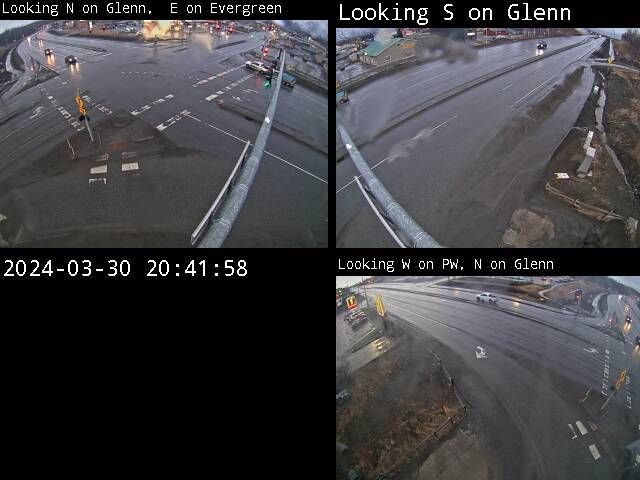 Looking N on Glenn,  E on Evergreen
Looking S on Glenn
2024-03-30 20:41:58
Looking W on PW, N on Glenn